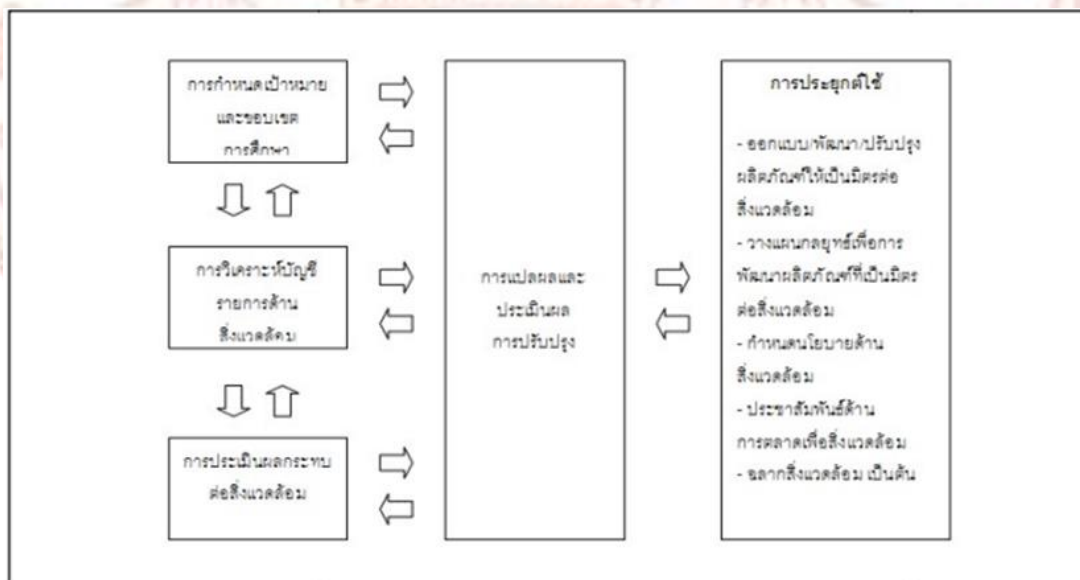 การกำหนดเป้าหมาย
และขอบเขต
การศึกษา
การวิเคราะห์บัญชี
รายการด้าน
สิ่งแวดล้อม
การประเมินผลกระทบ
ต่อสิ่งแวดล้อม
การแปลผลและ
ประเมินผล
การปรับปรุง
การประยุกต์ใช้
- ออกแบบ/พัฒนา/ปรับปรุง
ผลิตภัณฑ์ให้เป็นมิตรต่อ
สิ่งแวดล้อม
- วางแผนกลยุทธ์เพื่อการ
พัฒนาผลิตภัณฑ์ที่เป็นมิตร
ต่อสิ่งแวดล้อม
- กำหนดนโยบายด้าน
สิ่งแวดล้อม
- ประชาสัมพันธ์ด้าน
การตลาดเพื่อสิ่งแวดล้อม
- ฉลากสิ่งแวดล้อม เป็นต้น